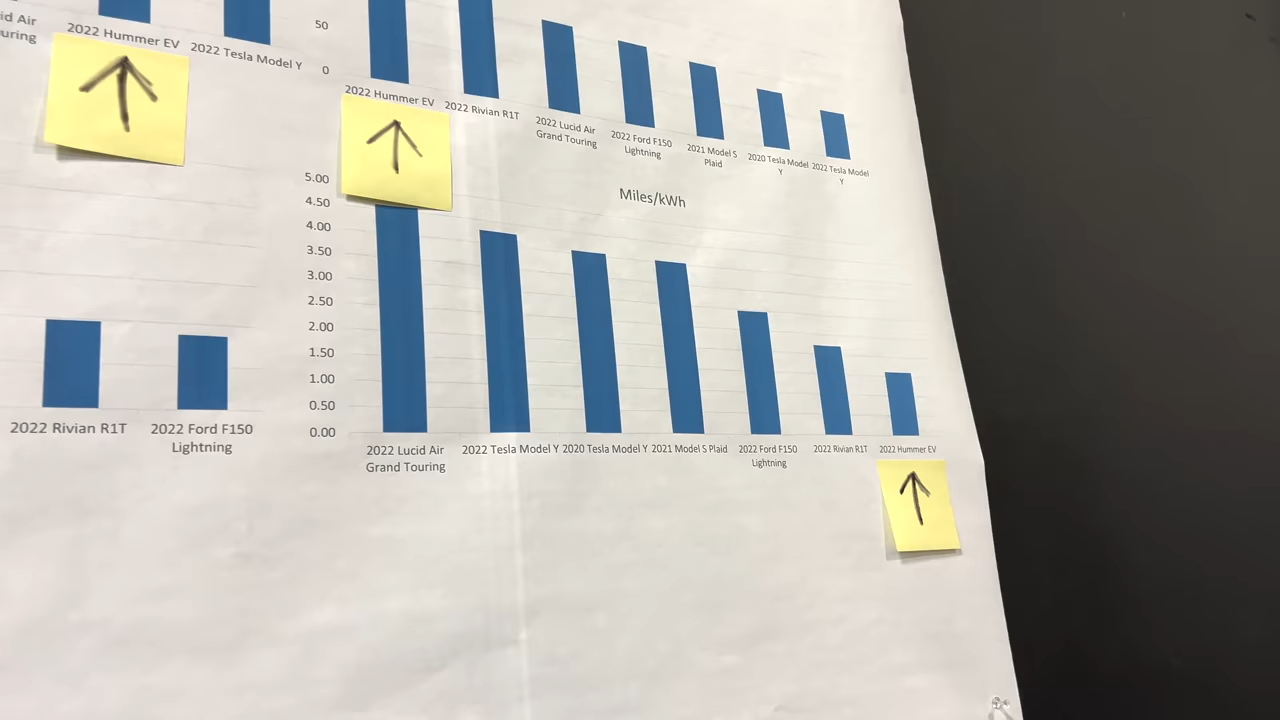 id Air
uring
2022 Hummer EV
2022 Tesla Model Y
50
0
2022 Hummer EV
2022 Rivian R1T
2022 Lucid Air
Grand Touring
2022 Ford F150
Lightning
2021 Model S
Plaid
2020 Tesla Model
Y
2022 Tesla Model
Y
2022 Rivian R1T
2022 Ford F150
Lightning
Miles/kWh
5.00
4.50
4.00
3.50
3.00
2.50
2.00
1.50
1.00
0.50
0.00
2022 Lucid Air
Grand Touring
2022 Tesla Model Y
2020 Tesla Model Y
2021 Model S Plaid
2022 Ford F150
Lightning
2022 Rivian R1T
2022 Hummer EV